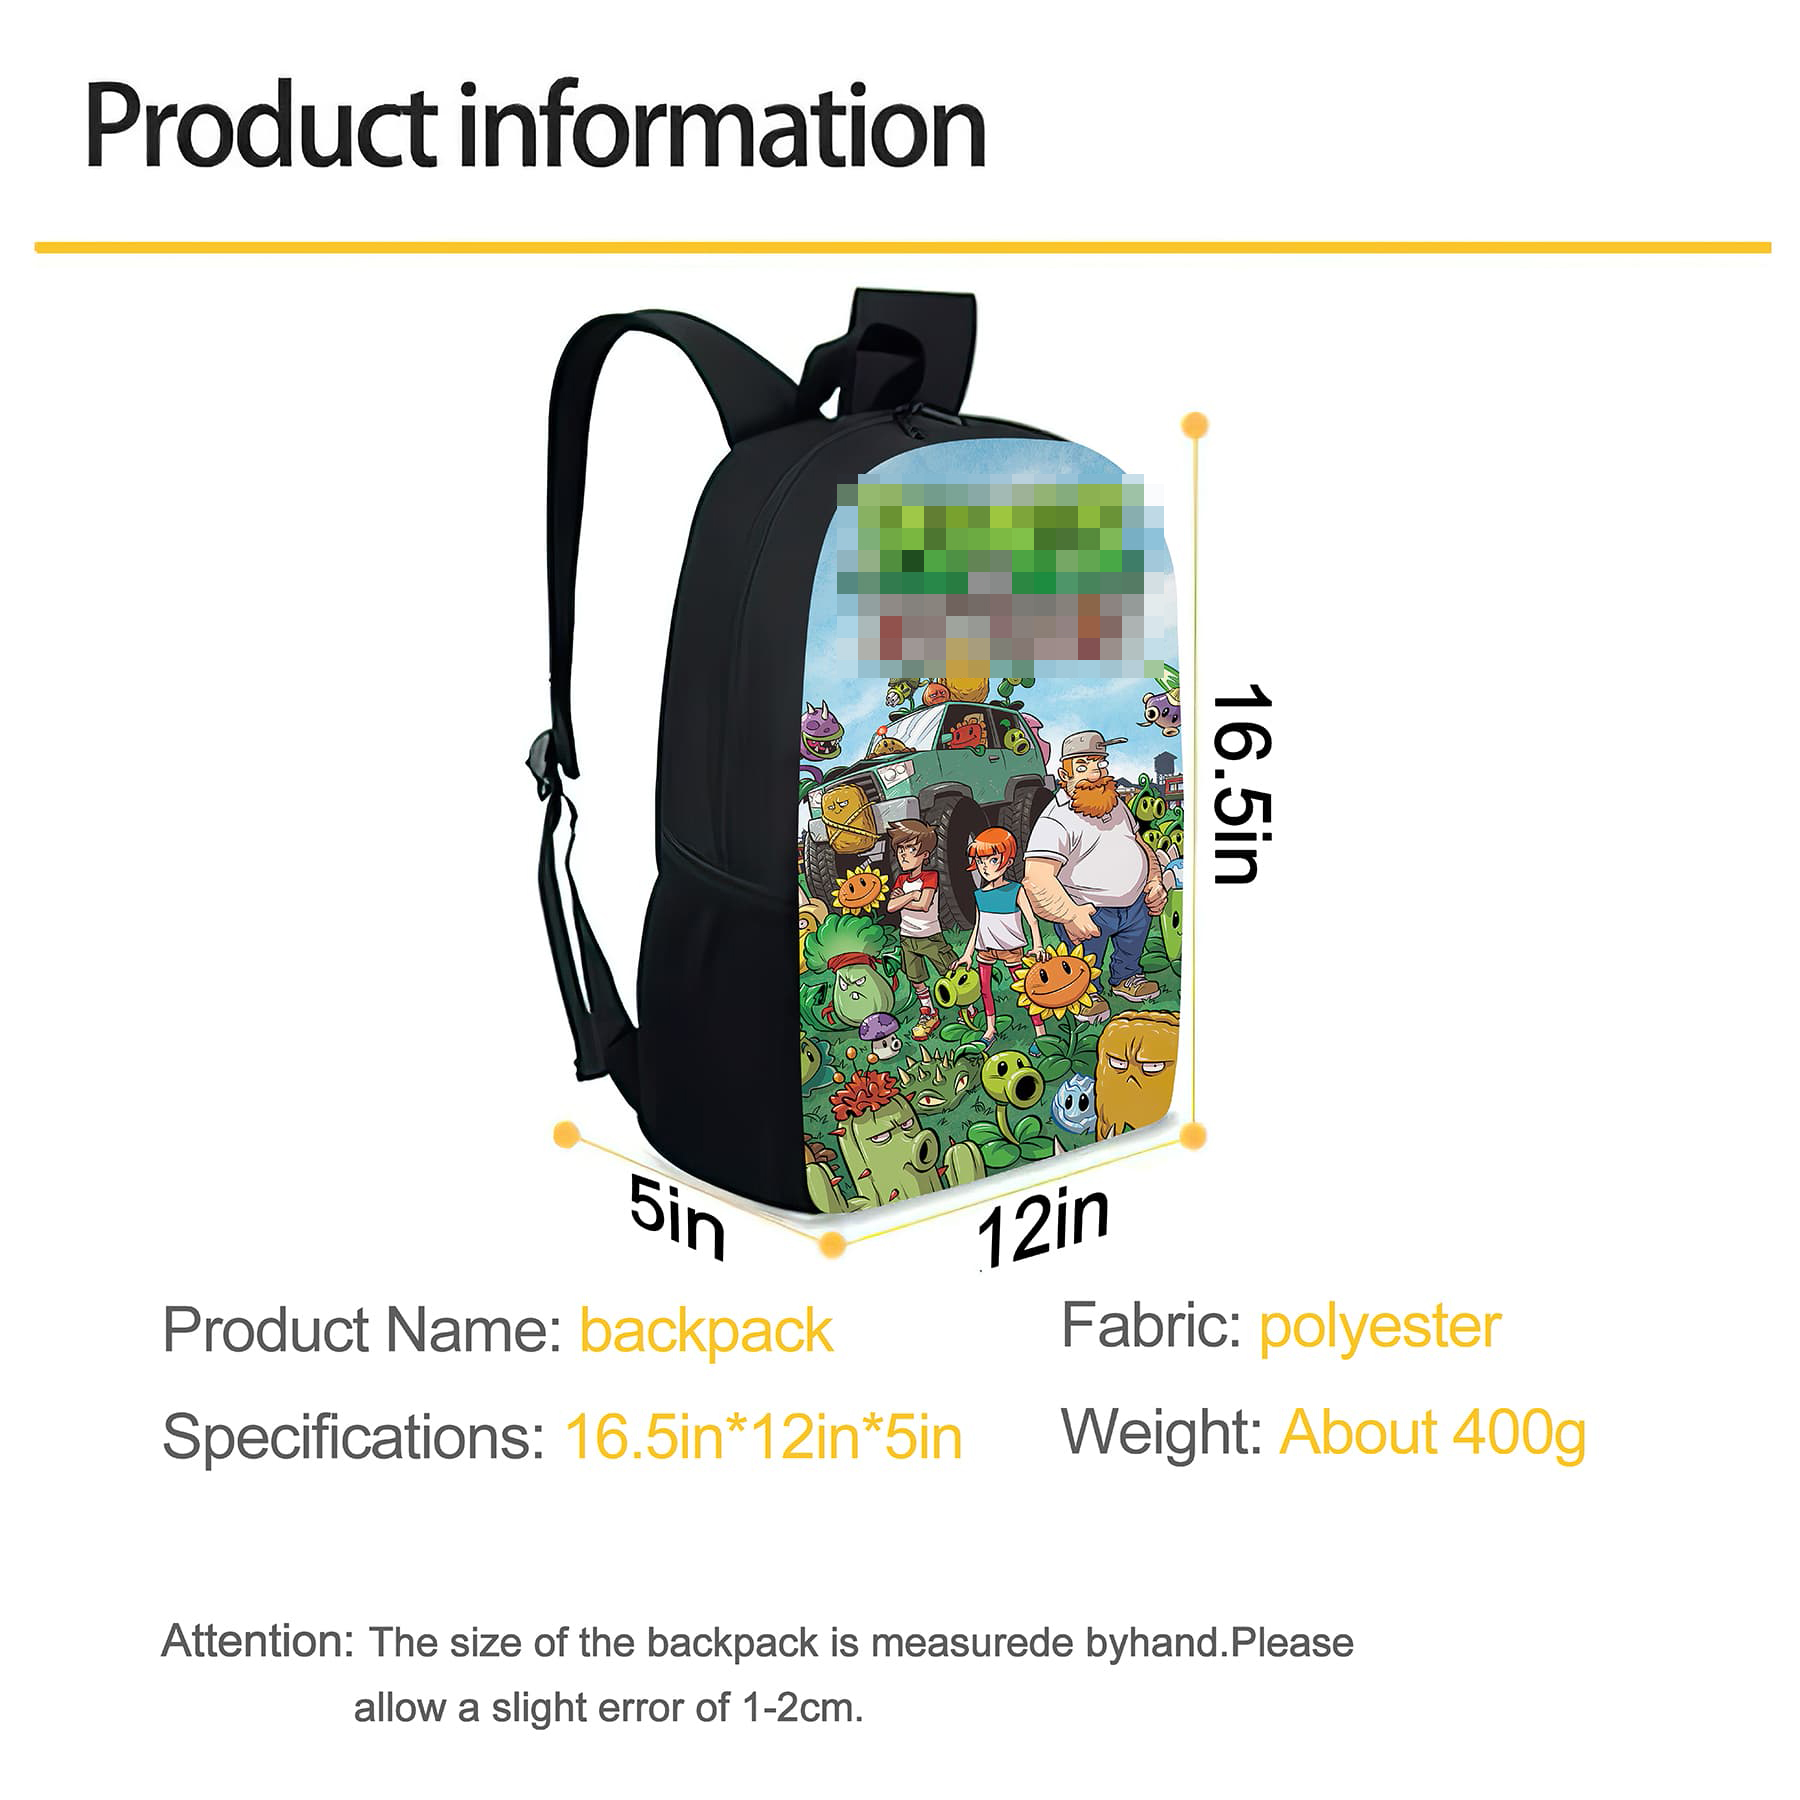 Product information
16.5in
5in
12in
Product Name: backpack
Fabric: polyester
Specifications: 16.5in*12in*5in
Weight: About 400g
Attention: The size of the backpack is measurede byhand.Please
allow a slight error of 1-2cm.